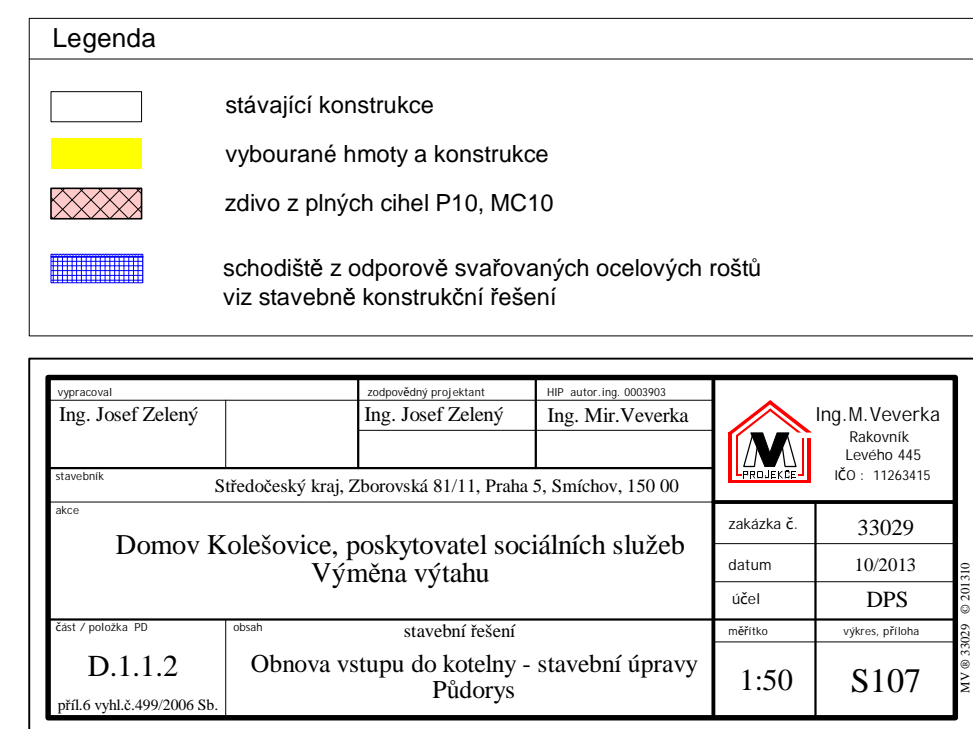 Legenda
stávající konstrukce
vybourané hmoty a konstrukce
zdivo z plných cihel P10, MC10
schodiště z odporově svařovaných ocelových roštů
viz stavebně konstrukční řešení
vypracoval
Ing. Josef Zelený
zodpovědný projektant
Ing. Josef Zelený
HIP autor.ing. 0003903
Ing. Mir.Veverka
M
PROJEKCE
Ing.M.Veverka
Rakovník
Levého 445
IČO : 11263415
stavebník
Středočeský kraj, Zborovská 81/11, Praha 5, Smíchov, 150 00
akce
Domov Kolešovice, poskytovatel sociálních služeb
Výměna výtahu
zakázka č.
33029
datum
10/2013
účel
DPS
část / položka PD
D.1.1.2
příl.6 vyhl.č.499/2006 Sb.
obsah
stavební řešení
Obnova vstupu do kotelny - stavební úpravy
Půdorys
měřítko
1:50
výkres, příloha
S107
MV ® 33029 © 201310